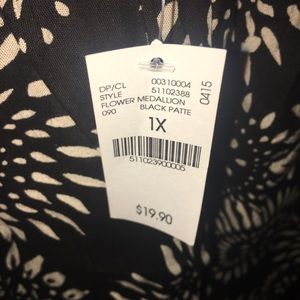 DP/CL 00310004
STYLE 51102388
FLOWER MEDALLION
090 BLACK PATTE
0415
1X
511023900005
$19.90